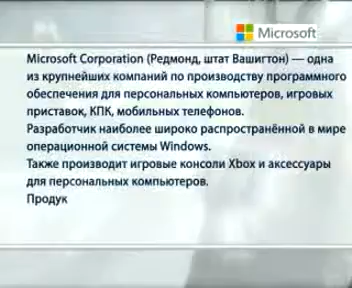 Microsoft
Microsoft Corporation (Редмонд, штат Вашигтон) — одна
из крупнейших компаний по производству программного
обеспечения для персональных компьютеров, игровых
приставок, КПК, мобильных телефонов.
Разработчик наиболее широко распространённой в мире
операционной системы Windows.
Также производит игровые консоли Xbox и аксессуары
для персональных компьютеров.
Продук